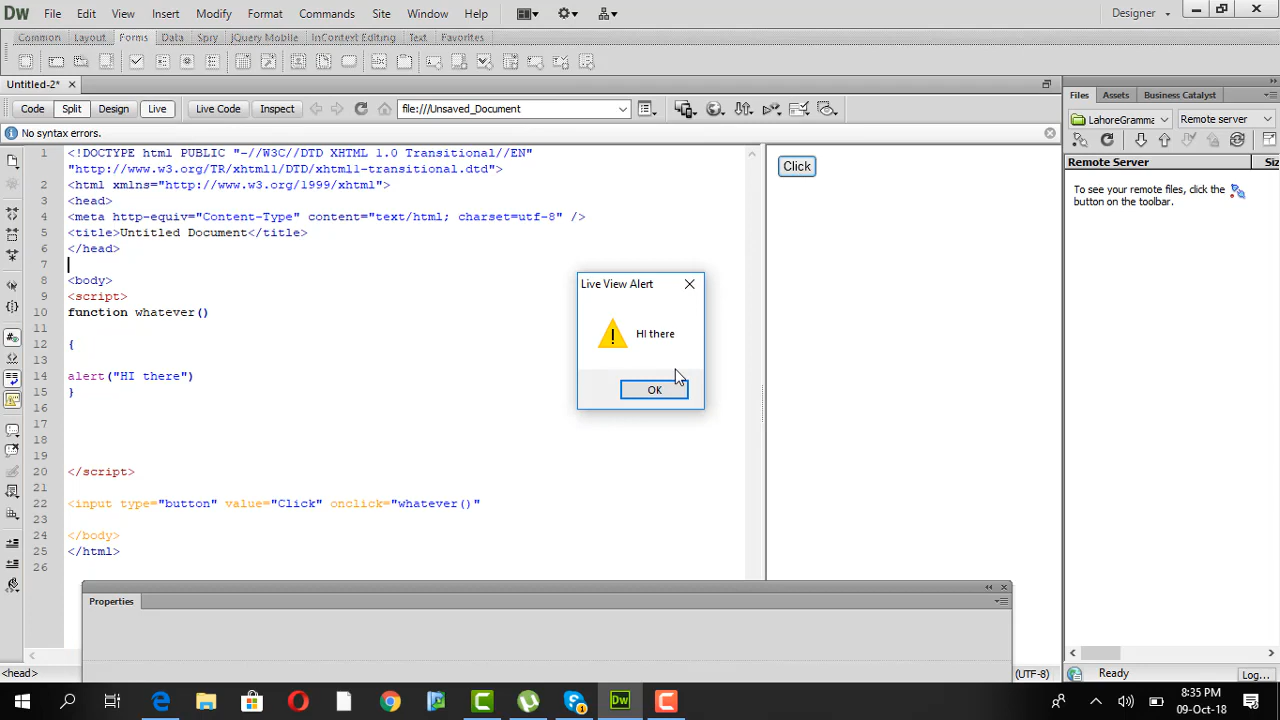 Dw File Edit View Insert Modify Format Commands Site Window Help Designer
Common Layout Forms Data Spry jQuery Mobile InContext Editing Text Favorites
Untitled-2*
Code Split Design Live Live Code Inspect file:///Unsaved_Document
No syntax errors.
1 <!DOCTYPE html PUBLIC "-//W3C//DTD XHTML 1.0 Transitional//EN"
"http://www.w3.org/TR/xhtml1/DTD/xhtml1-transitional.dtd">
2 <html xmlns="http://www.w3.org/1999/xhtml">
3 <head>
4 <meta http-equiv="Content-Type" content="text/html; charset=utf-8" />
5 <title>Untitled Document</title>
6 </head>
7
8 <body>
9 <script>
10 function whatever()
11
12 {
13
14 alert("HI there")
15 }
16
17
18
19
20 </script>
21
22 <input type="button" value="Click" onclick="whatever()"
23
24 </body>
25 </html>
26
Click
Live View Alert
HI there
OK
Files Assets Business Catalyst
LahoreGramme Remote server
Remote Server Siz
To see your remote files, click the
button on the toolbar.
Properties
<head>
(UTF-8)
Ready Log...
1
Dw
8:35 PM
09-Oct-18